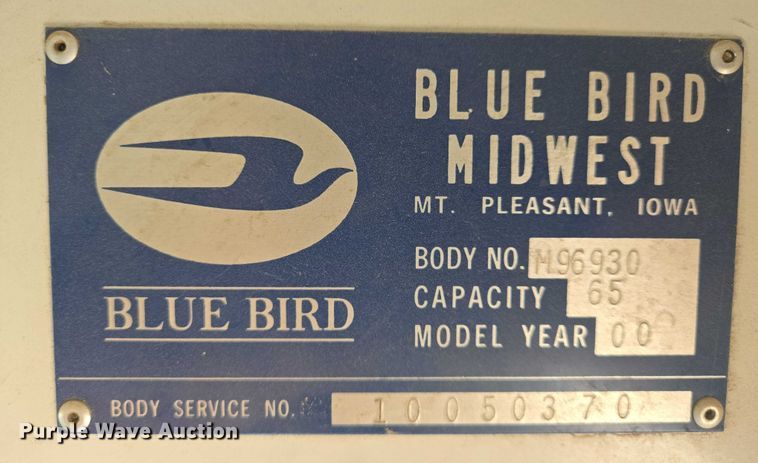 BLUE BIRD
MIDWEST
MT. PLEASANT, IOWA
BODY NO. M96930
CAPACITY 65
MODEL YEAR 00
BLUE BIRD
BODY SERVICE NO. 10050370
Purple Wave Auction